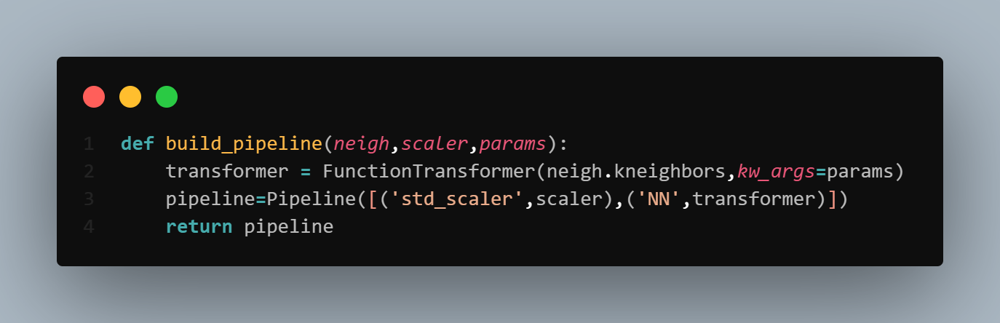 1 def build_pipeline(neigh,scaler,params):
2     transformer = FunctionTransformer(neigh.kneighbors,kw_args=params)
3     pipeline=Pipeline([('std_scaler',scaler),('NN',transformer)])
4     return pipeline